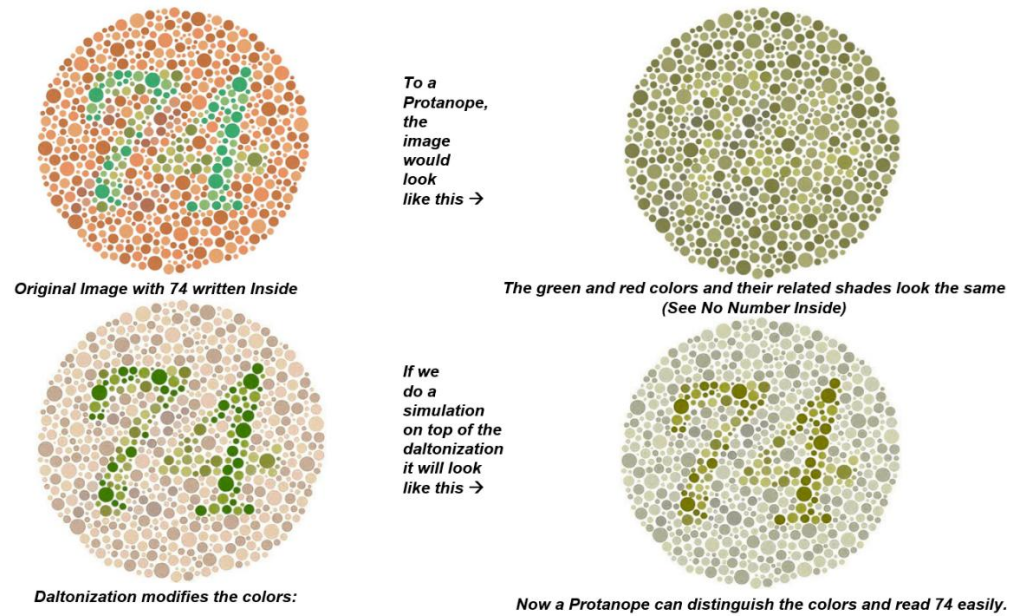 74
To a
Protanope,
the
image
would
look
like this →
Original Image with 74 written Inside
The green and red colors and their related shades look the same
(See No Number Inside)
74
If we
do a
simulation
on top of the
daltonization
it will look
like this →
74
Daltonization modifies the colors:
Now a Protanope can distinguish the colors and read 74 easily.